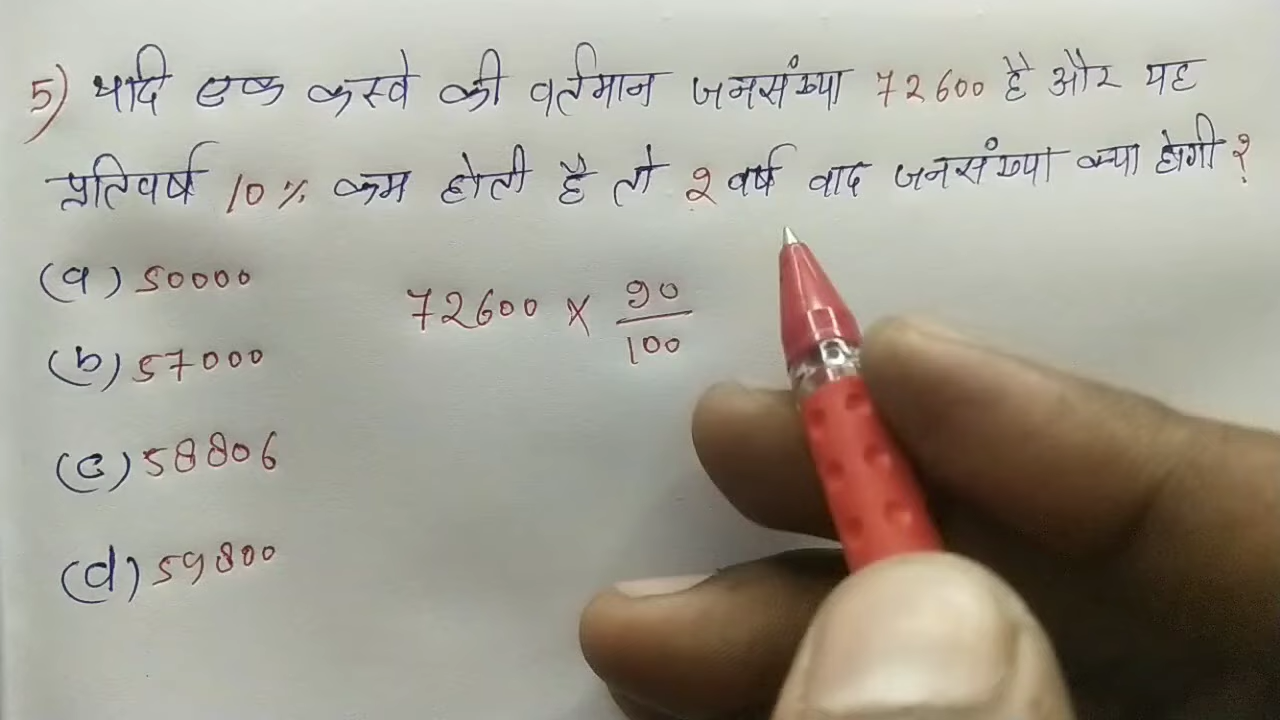 5) यदि एक कस्वे की वर्तमान जनसंख्या 72600 है और यह
प्रतिवर्ष 10% कम होती है तो 2 वर्ष बाद जनसंख्या क्या होगी ?
(a) 50000
72600 × 90/100
(b) 57000
(c) 58806
(d) 59800